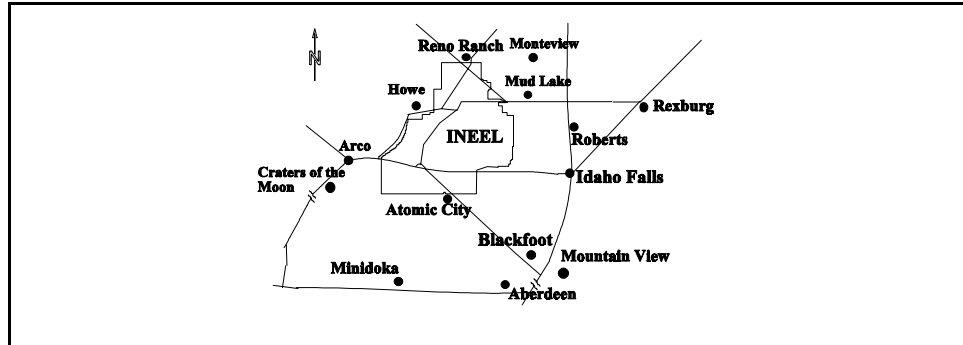 N
Reno Ranch
Monteview
Mud Lake
Howe
Rexburg
INEEL
Roberts
Arco
Craters of the
Moon
Idaho Falls
Atomic City
Blackfoot
Mountain View
Minidoka
Aberdeen